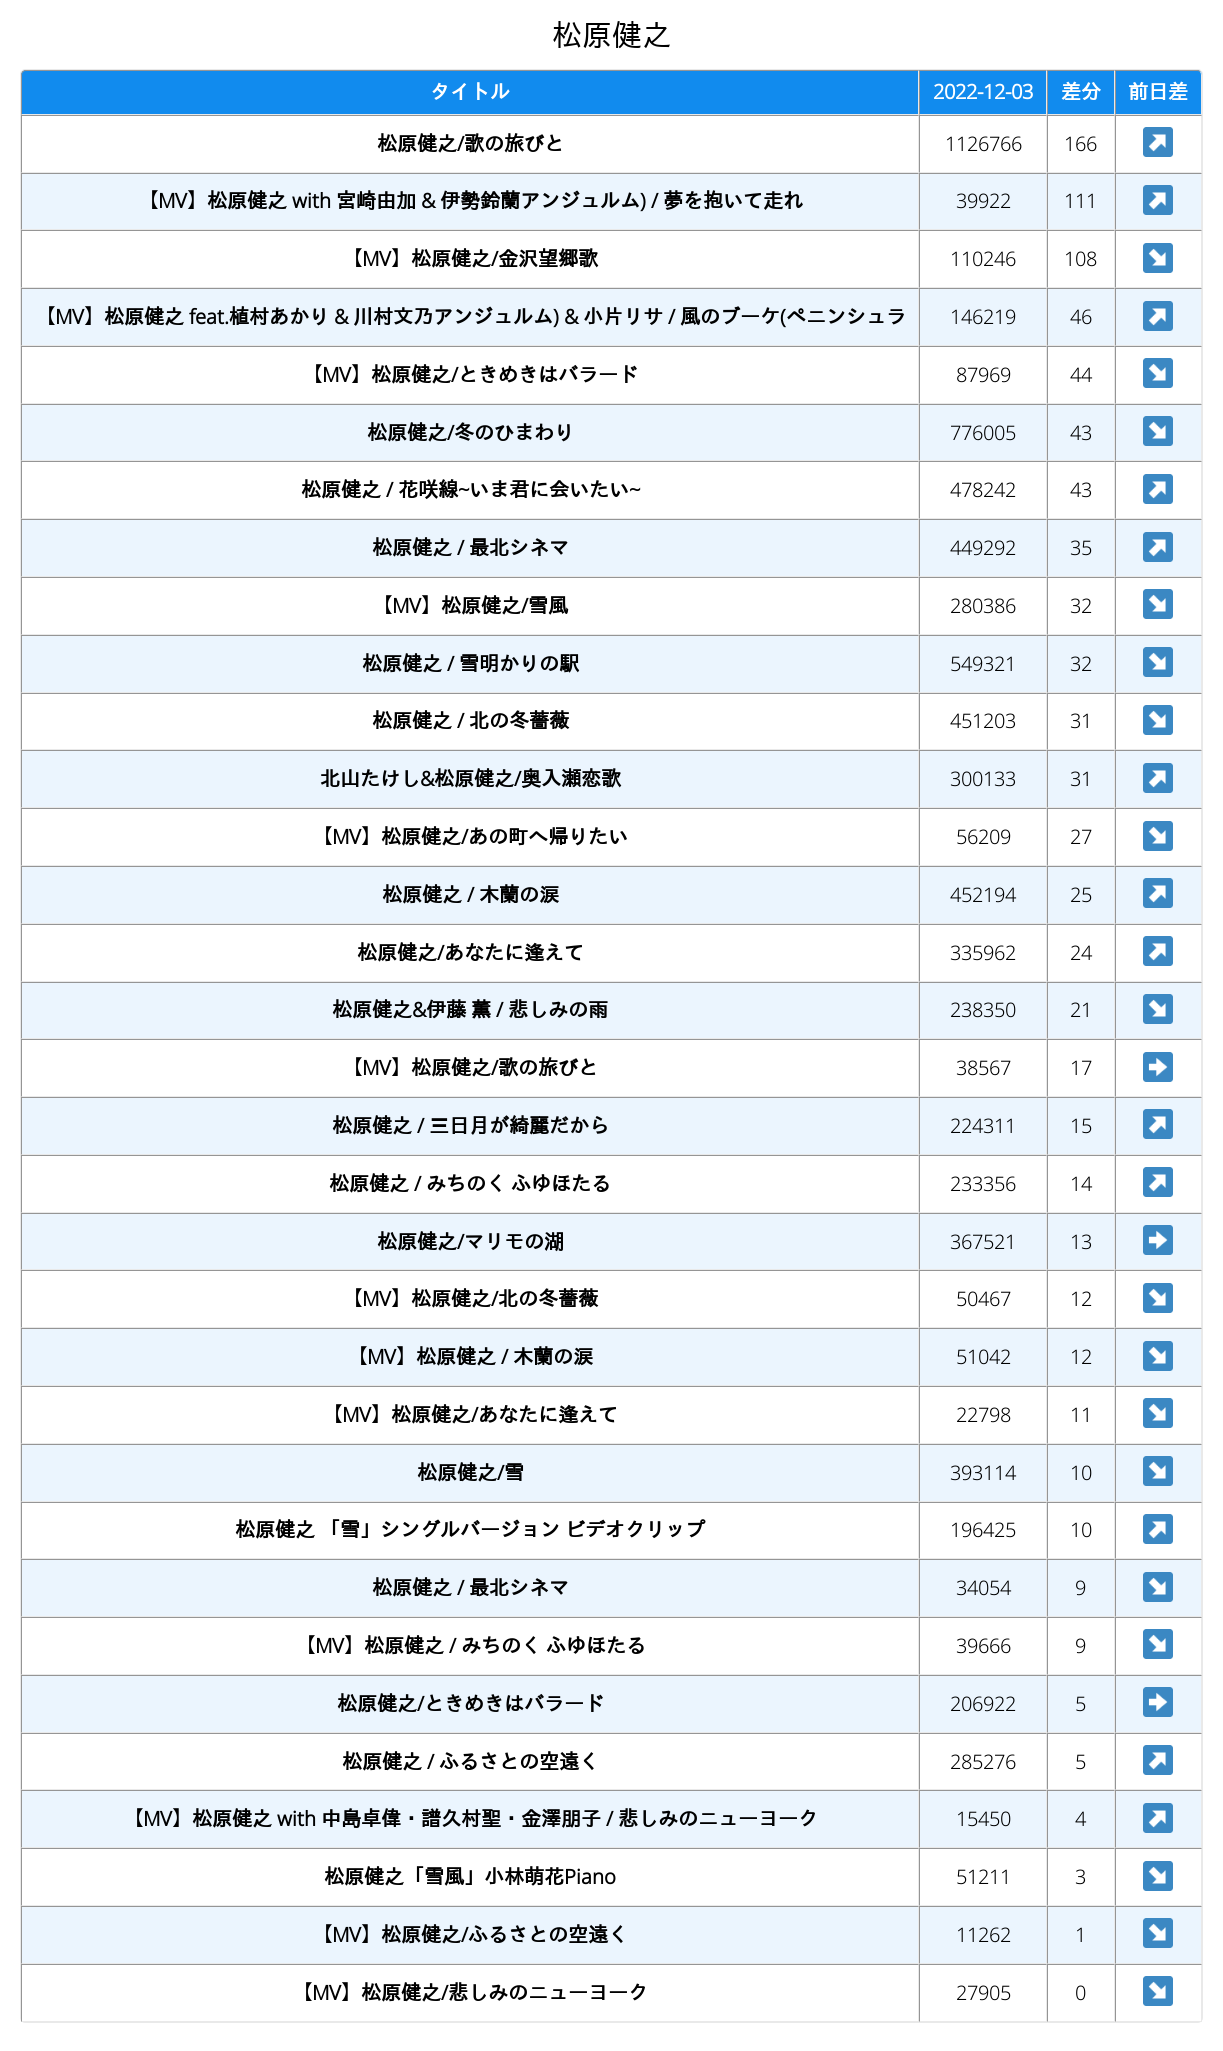 松原健之
タイトル 2022-12-03 差分 前日差
松原健之/歌の旅びと 1126766 166 ↗
【MV】松原健之 with 宮崎由加 & 伊勢鈴蘭アンジュルム) / 夢を抱いて走れ 39922 111 ↗
【MV】松原健之/金沢望郷歌 110246 108 ↘
【MV】松原健之 feat.植村あかり & 川村文乃アンジュルム) & 小片リサ / 風のブーケ(ペニンシュラ 146219 46 ↗
【MV】松原健之/ときめきはバラード 87969 44 ↘
松原健之/冬のひまわり 776005 43 ↘
松原健之 / 花咲線~いま君に会いたい~ 478242 43 ↗
松原健之 / 最北シネマ 449292 35 ↗
【MV】松原健之/雪風 280386 32 ↘
松原健之 / 雪明かりの駅 549321 32 ↘
松原健之 / 北の冬薔薇 451203 31 ↘
北山たけし&松原健之/奥入瀬恋歌 300133 31 ↗
【MV】松原健之/あの町へ帰りたい 56209 27 ↘
松原健之 / 木蘭の涙 452194 25 ↗
松原健之/あなたに逢えて 335962 24 ↗
松原健之&伊藤 薫 / 悲しみの雨 238350 21 ↘
【MV】松原健之/歌の旅びと 38567 17 ➡
松原健之 / 三日月が綺麗だから 224311 15 ↗
松原健之 / みちのく ふゆほたる 233356 14 ↗
松原健之/マリモの湖 367521 13 ➡
【MV】松原健之/北の冬薔薇 50467 12 ↘
【MV】松原健之 / 木蘭の涙 51042 12 ↘
【MV】松原健之/あなたに逢えて 22798 11 ↘
松原健之/雪 393114 10 ↘
松原健之 「雪」シングルバージョン ビデオクリップ 196425 10 ↗
松原健之 / 最北シネマ 34054 9 ↘
【MV】松原健之 / みちのく ふゆほたる 39666 9 ↘
松原健之/ときめきはバラード 206922 5 ➡
松原健之 / ふるさとの空遠く 285276 5 ↗
【MV】松原健之 with 中島卓偉・譜久村聖・金澤朋子 / 悲しみのニューヨーク 15450 4 ↗
松原健之「雪風」小林萌花Piano 51211 3 ↘
【MV】松原健之/ふるさとの空遠く 11262 1 ↘
【MV】松原健之/悲しみのニューヨーク 27905 0 ↘